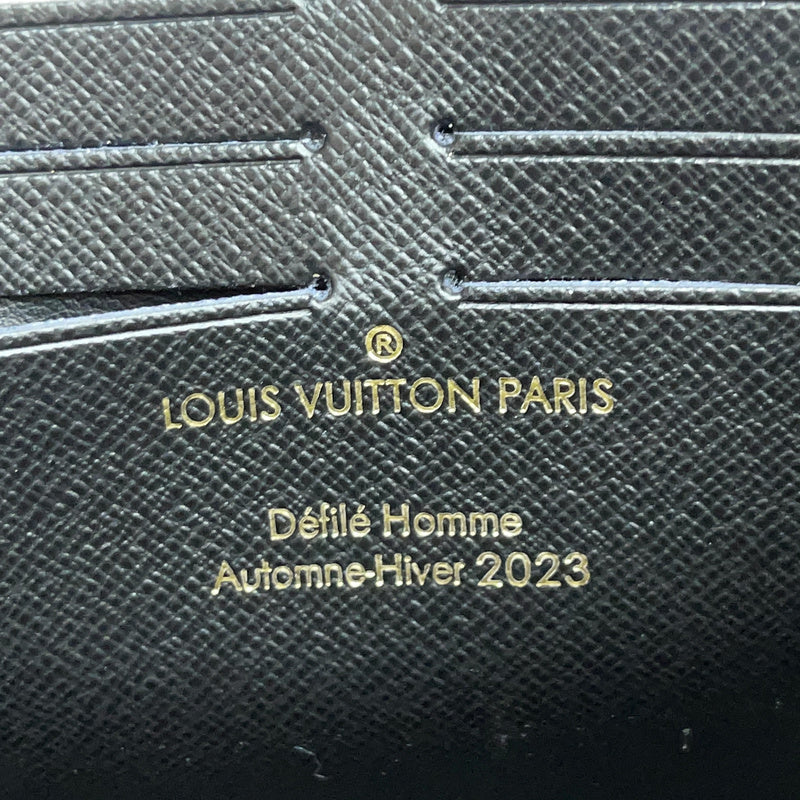 ®
LOUIS VUITTON PARIS
Défilé Homme
Automne-Hiver 2023